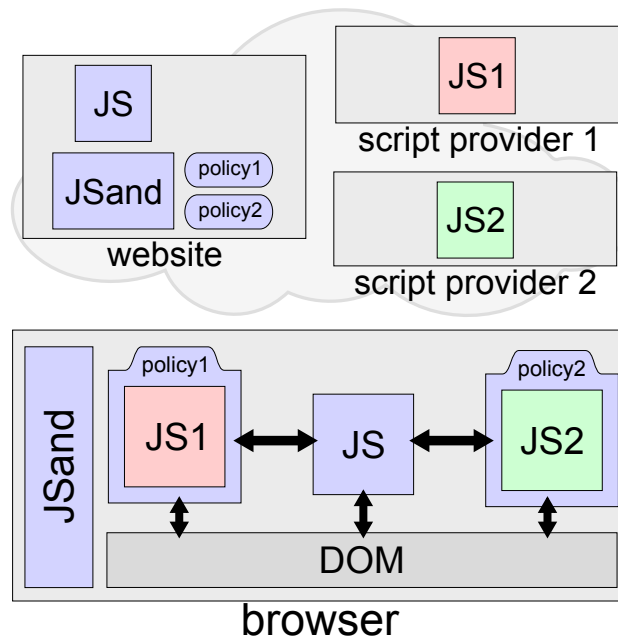 JS
JSand
policy1
policy2
website
JS1
script provider 1
JS2
script provider 2
JSand
policy1
JS1
JS
policy2
JS2
DOM
browser